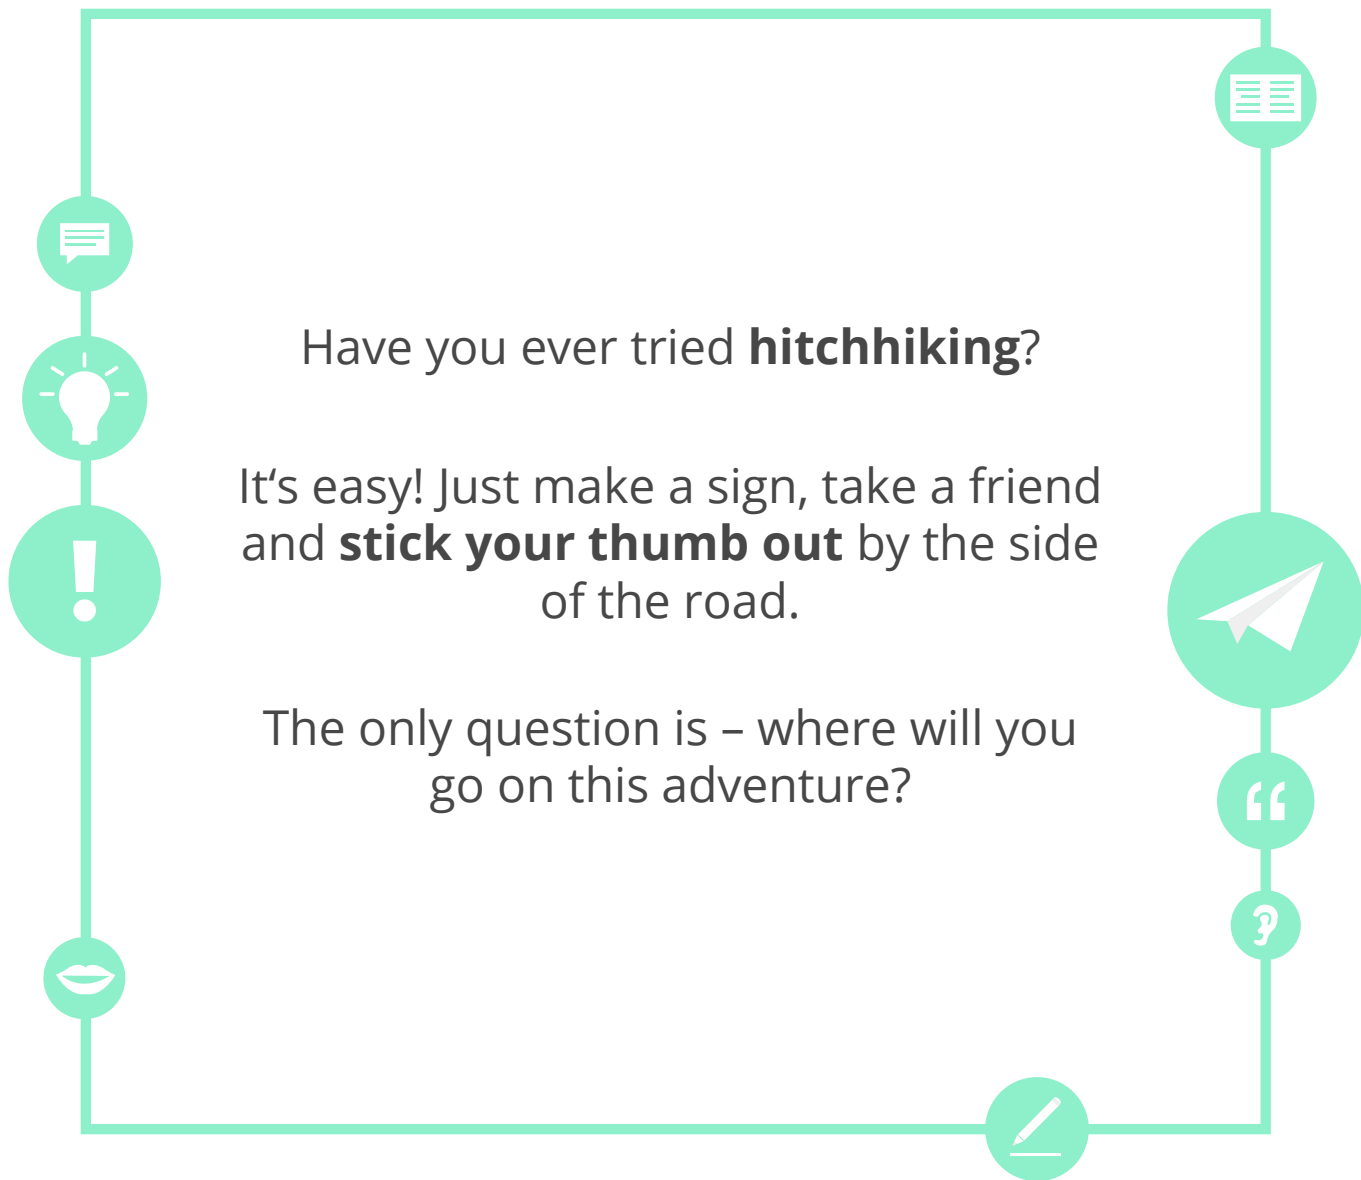 Have you ever tried hitchhiking?
It‘s easy! Just make a sign, take a friend
and stick your thumb out by the side
of the road.
The only question is – where will you
go on this adventure?